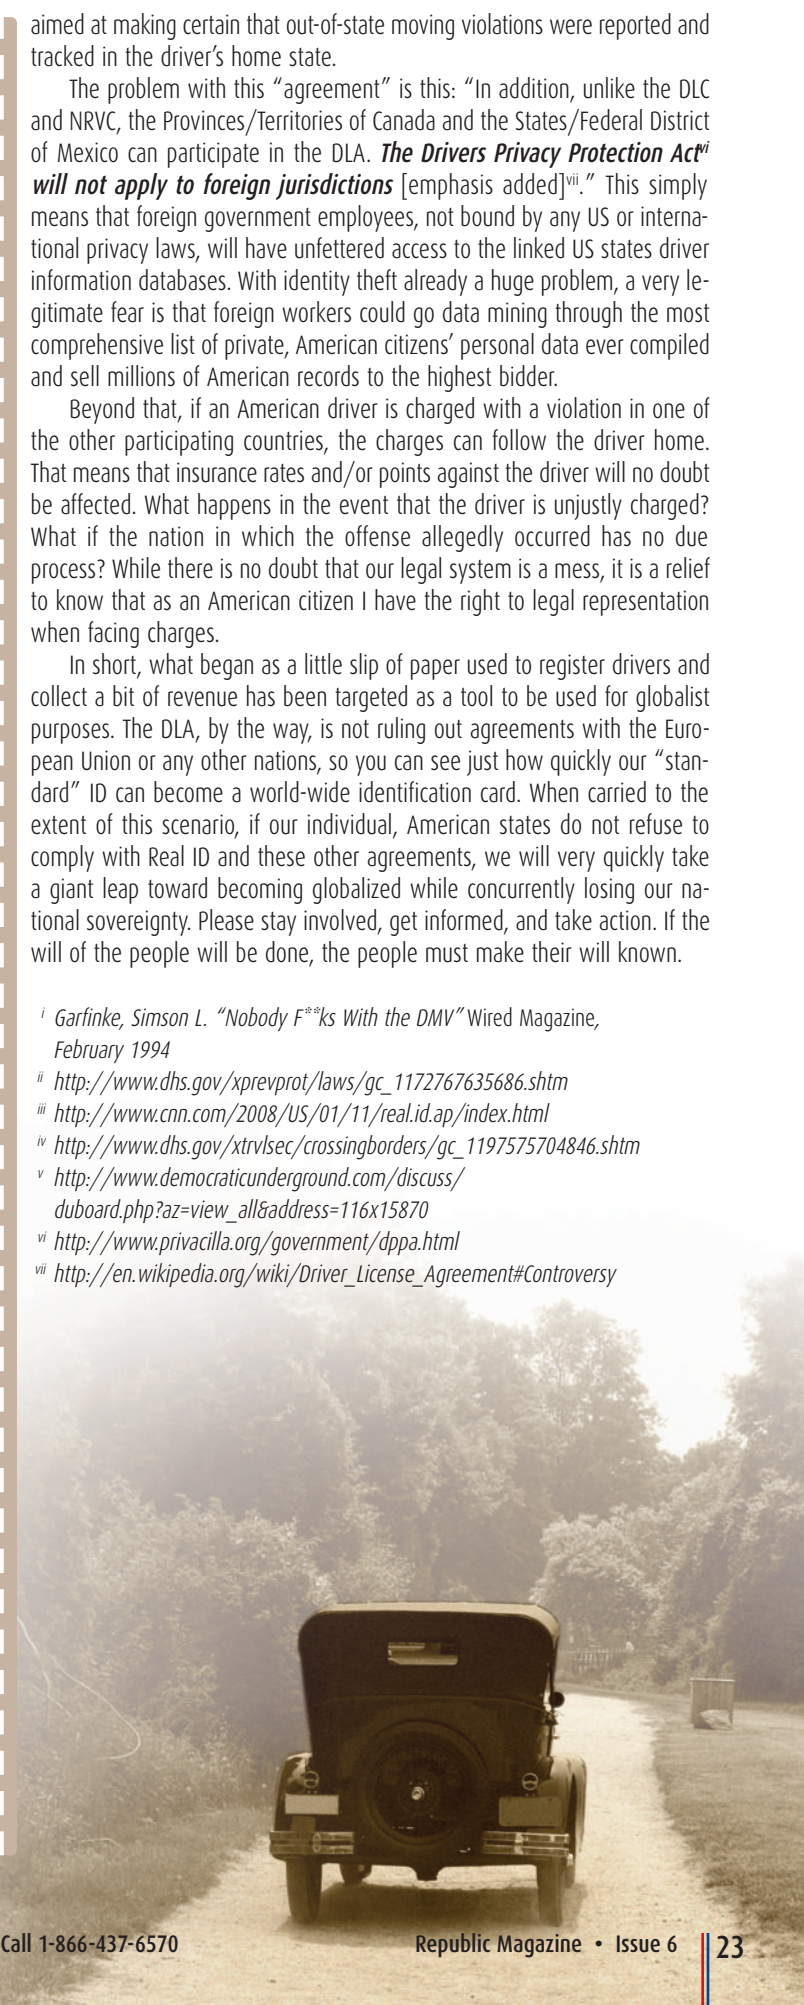 aimed at making certain that out-of-state moving violations were reported and
tracked in the driver's home state.
The problem with this “agreement” is this: “In addition, unlike the DLC
and NRVC, the Provinces/Territories of Canada and the States/Federal District
of Mexico can participate in the DLA. The Drivers Privacy Protection Actvi
will not apply to foreign jurisdictions [emphasis added]vii.” This simply
means that foreign government employees, not bound by any US or interna-
tional privacy laws, will have unfettered access to the linked US states driver
information databases. With identity theft already a huge problem, a very le-
gitimate fear is that foreign workers could go data mining through the most
comprehensive list of private, American citizens’ personal data ever compiled
and sell millions of American records to the highest bidder.
Beyond that, if an American driver is charged with a violation in one of
the other participating countries, the charges can follow the driver home.
That means that insurance rates and/or points against the driver will no doubt
be affected. What happens in the event that the driver is unjustly charged?
What if the nation in which the offense allegedly occurred has no due
process? While there is no doubt that our legal system is a mess, it is a relief
to know that as an American citizen I have the right to legal representation
when facing charges.
In short, what began as a little slip of paper used to register drivers and
collect a bit of revenue has been targeted as a tool to be used for globalist
purposes. The DLA, by the way, is not ruling out agreements with the Euro-
pean Union or any other nations, so you can see just how quickly our “stan-
dard” ID can become a world-wide identification card. When carried to the
extent of this scenario, if our individual, American states do not refuse to
comply with Real ID and these other agreements, we will very quickly take
a giant leap toward becoming globalized while concurrently losing our na-
tional sovereignty. Please stay involved, get informed, and take action. If the
will of the people will be done, the people must make their will known.
i Garfinke, Simson L. “Nobody F**ks With the DMV” Wired Magazine,
February 1994
ii http://www.dhs.gov/xprevprot/laws/gc_1172767635686.shtm
iii http://www.cnn.com/2008/US/01/11/real.id.ap/index.html
iv http://www.dhs.gov/xtrvlsec/crossingborders/gc_1197575704846.shtm
v http://www.democraticunderground.com/discuss/
duboard.php?az=view_all&address=116x15870
vi http://www.privacilla.org/government/dppa.html
vii http://en.wikipedia.org/wiki/Driver_License_Agreement#Controversy
Call 1-866-437-6570 Republic Magazine • Issue 6 23